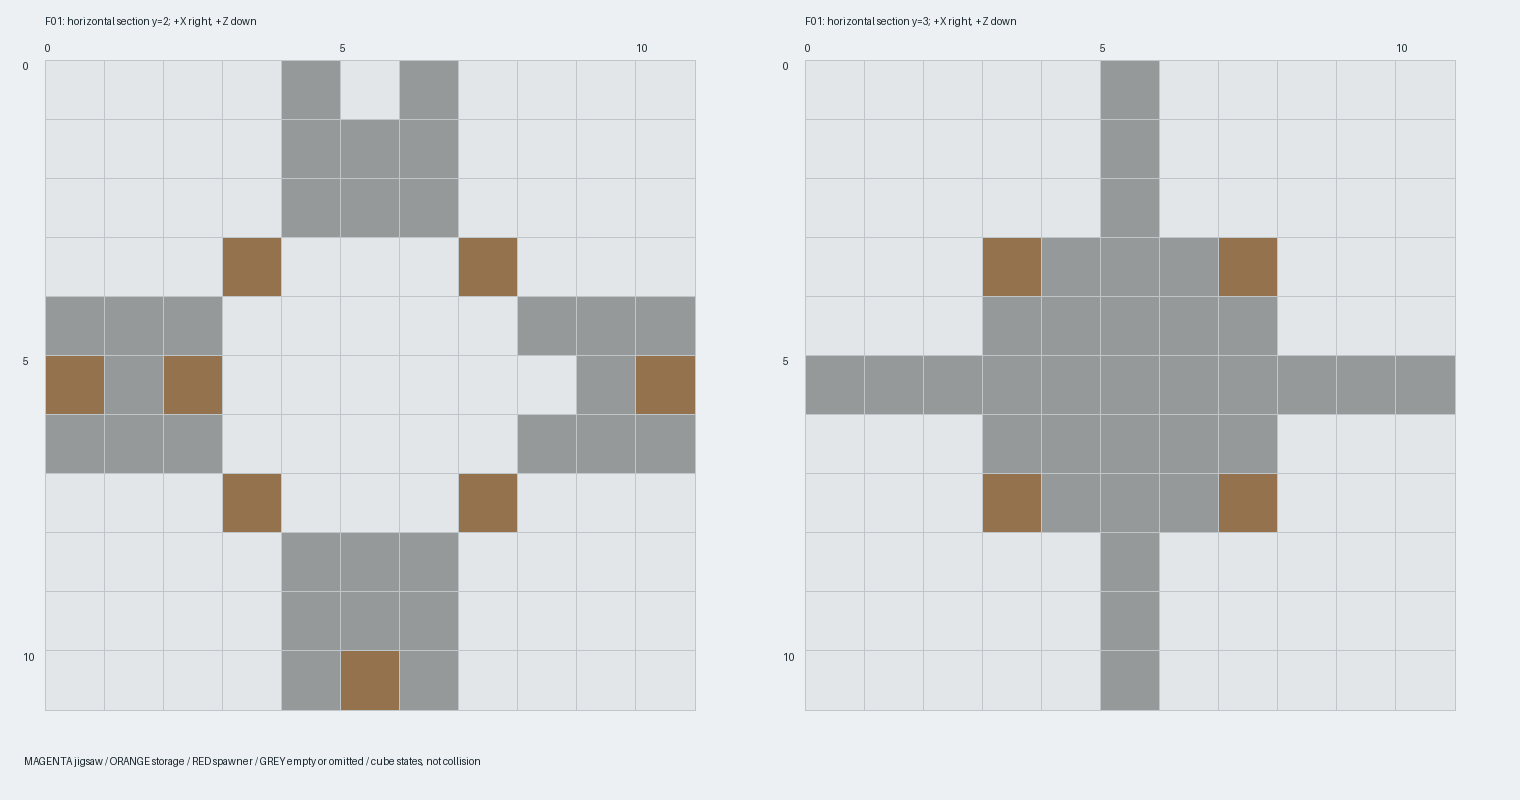 F01: horizontal section y=2; +X right, +Z down
0 5 10
0
5
10
F01: horizontal section y=3; +X right, +Z down
0 5 10
0
5
10
MAGENTA jigsaw / ORANGE storage / RED spawner / GREY empty or omitted / cube states, not collision